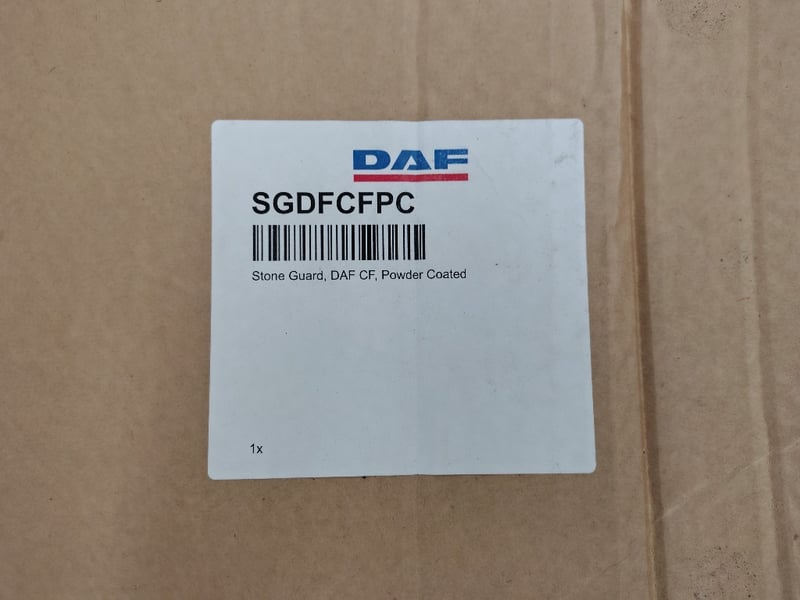 DAF
SGDFCFPC
Stone Guard, DAF CF, Powder Coated
1x